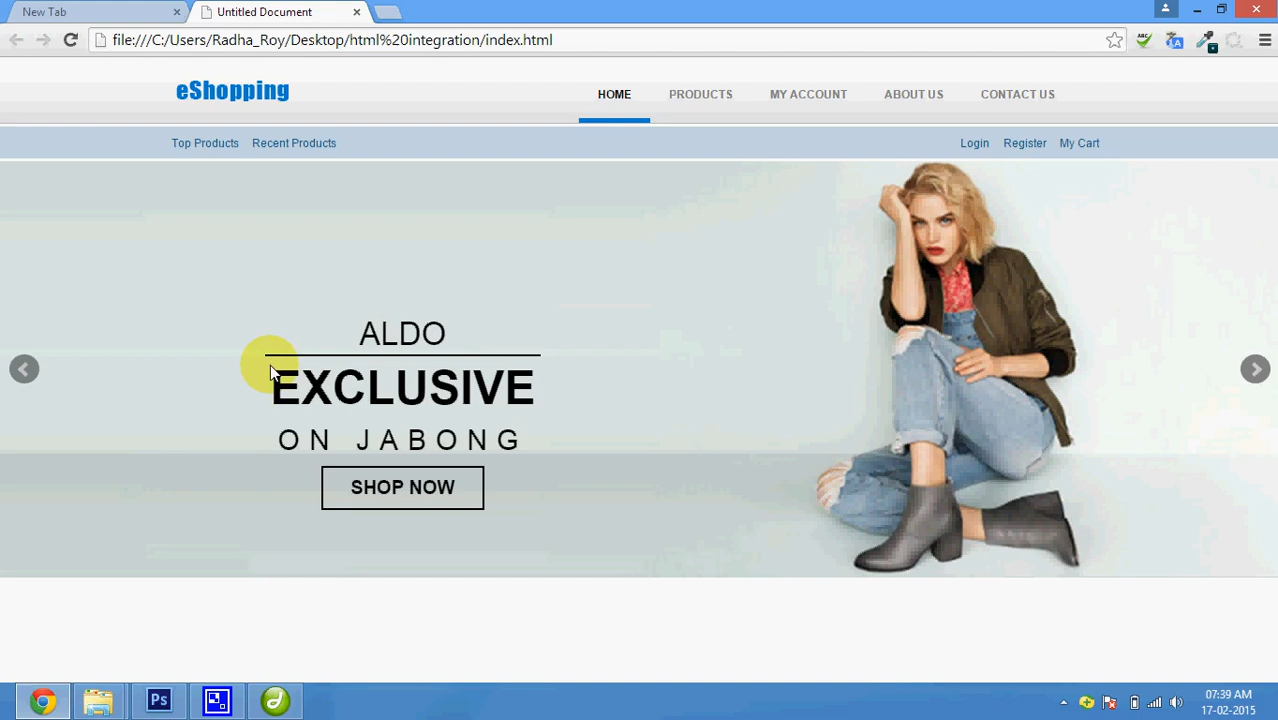 New Tab
Untitled Document
file:///C:/Users/Radha_Roy/Desktop/html%20integration/index.html
ABC
eShopping
HOME PRODUCTS MY ACCOUNT ABOUT US CONTACT US
Top Products Recent Products
Login Register My Cart
ALDO
EXCLUSIVE
ON JABONG
SHOP NOW
Ps
07:39 AM
17-02-2015